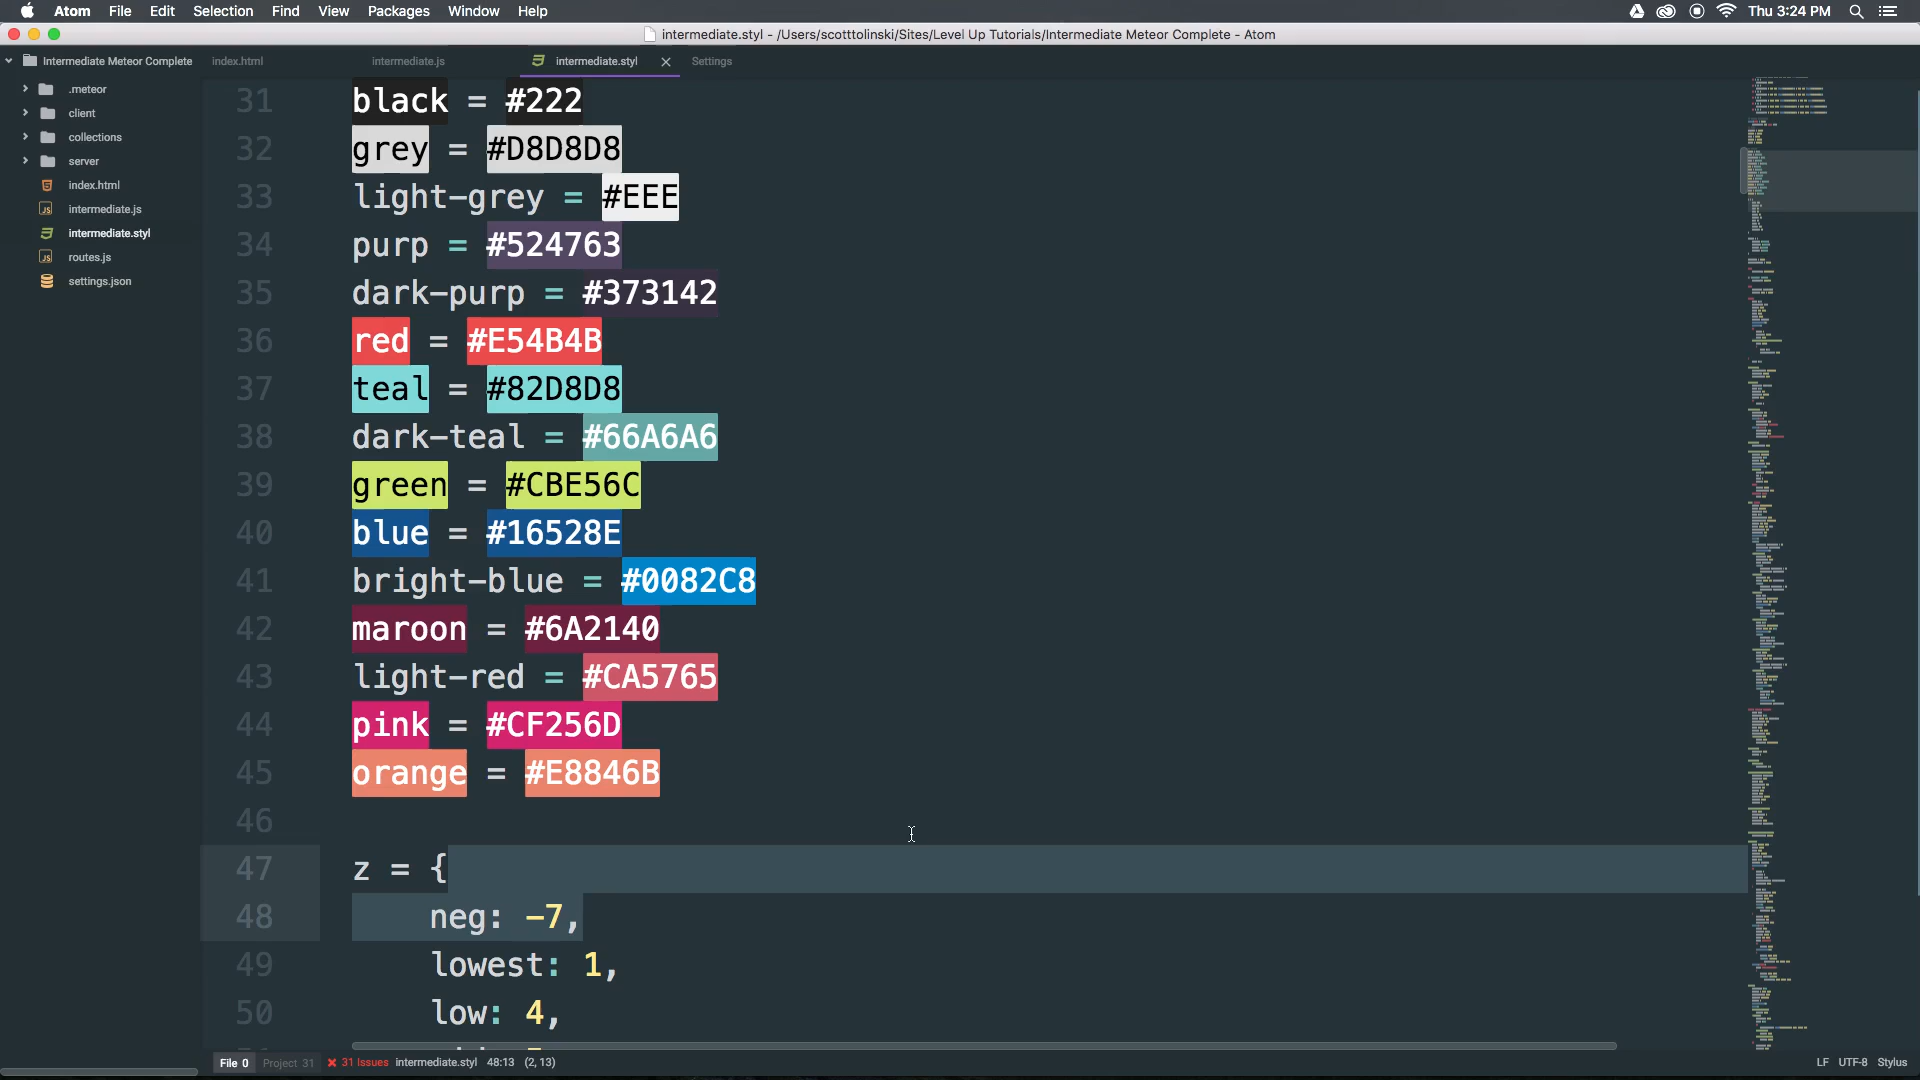 Atom File Edit Selection Find View Packages Window Help Thu 3:24 PM
intermediate.styl - /Users/scotttolinski/Sites/Level Up Tutorials/Intermediate Meteor Complete - Atom
Intermediate Meteor Complete
index.html intermediate.js intermediate.styl Settings
.meteor
client
collections
server
index.html
intermediate.js
intermediate.styl
routes.js
settings.json
31 black = #222
32 grey = #D8D8D8
33 light-grey = #EEE
34 purp = #524763
35 dark-purp = #373142
36 red = #E54B4B
37 teal = #82D8D8
38 dark-teal = #66A6A6
39 green = #CBE56C
40 blue = #16528E
41 bright-blue = #0082C8
42 maroon = #6A2140
43 light-red = #CA5765
44 pink = #CF256D
45 orange = #E8846B
46
47 z = {
48 neg: -7,
49 lowest: 1,
50 low: 4,
File 0 Project 31 31 Issues intermediate.styl 48:13 (2, 13) LF UTF-8 Stylus